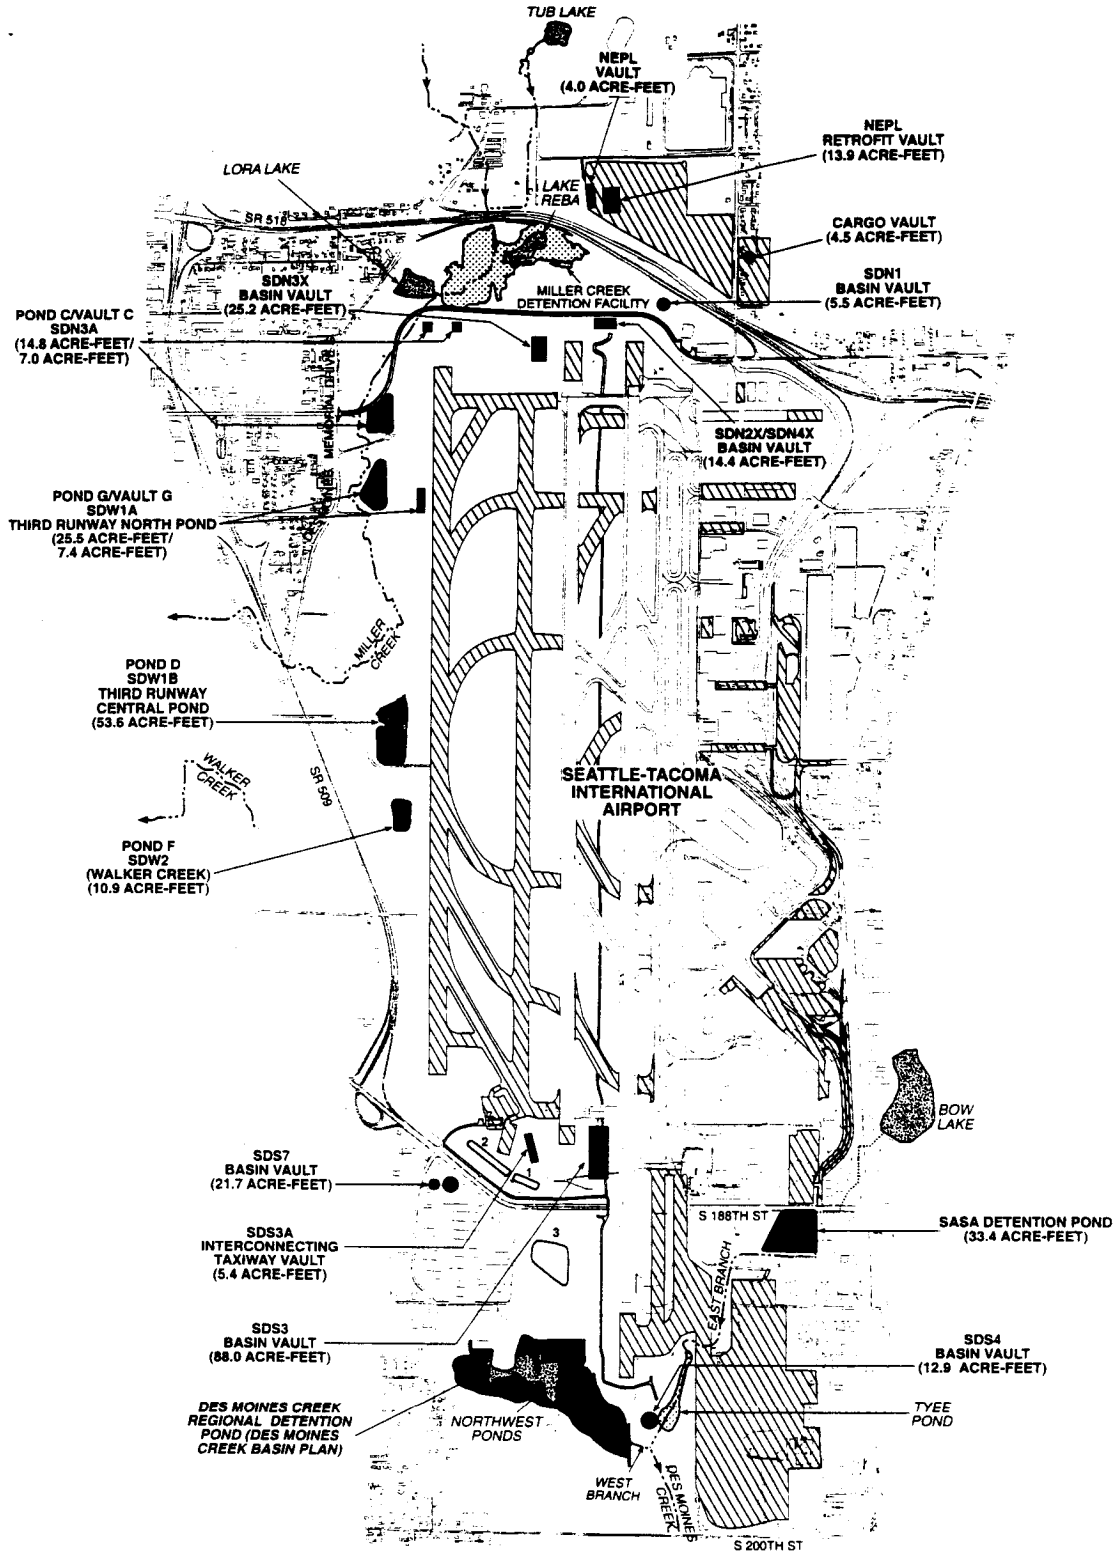 TUB LAKE
NEPL
VAULT
(4.0 ACRE-FEET)
NEPL
RETROFIT VAULT
(13.9 ACRE-FEET)
LORA LAKE
LAKE
REBA
SR 518
CARGO VAULT
(4.5 ACRE-FEET)
SDN3X
BASIN VAULT
(25.2 ACRE-FEET)
MILLER CREEK
DETENTION FACILITY
SDN1
BASIN VAULT
(5.5 ACRE-FEET)
POND C/VAULT C
SDN3A
(14.8 ACRE-FEET/
7.0 ACRE-FEET)
DES MOINES MEMORIAL DRIVE S
SDN2X/SDN4X
BASIN VAULT
(14.4 ACRE-FEET)
POND G/VAULT G
SDW1A
THIRD RUNWAY NORTH POND
(25.5 ACRE-FEET/
7.4 ACRE-FEET)
MILLER
CREEK
POND D
SDW1B
THIRD RUNWAY
CENTRAL POND
(53.6 ACRE-FEET)
WALKER
CREEK
SR 509
SEATTLE-TACOMA
INTERNATIONAL
AIRPORT
POND F
SDW2
(WALKER CREEK)
(10.9 ACRE-FEET)
BOW
LAKE
2
1
SDS7
BASIN VAULT
(21.7 ACRE-FEET)
S 188TH ST
SASA DETENTION POND
(33.4 ACRE-FEET)
SDS3A
INTERCONNECTING
TAXIWAY VAULT
(5.4 ACRE-FEET)
3
EAST BRANCH
SDS3
BASIN VAULT
(88.0 ACRE-FEET)
SDS4
BASIN VAULT
(12.9 ACRE-FEET)
DES MOINES CREEK
REGIONAL DETENTION
POND (DES MOINES
CREEK BASIN PLAN)
NORTHWEST
PONDS
TYEE
POND
WEST
BRANCH
DES MOINES
CREEK
S 200TH ST